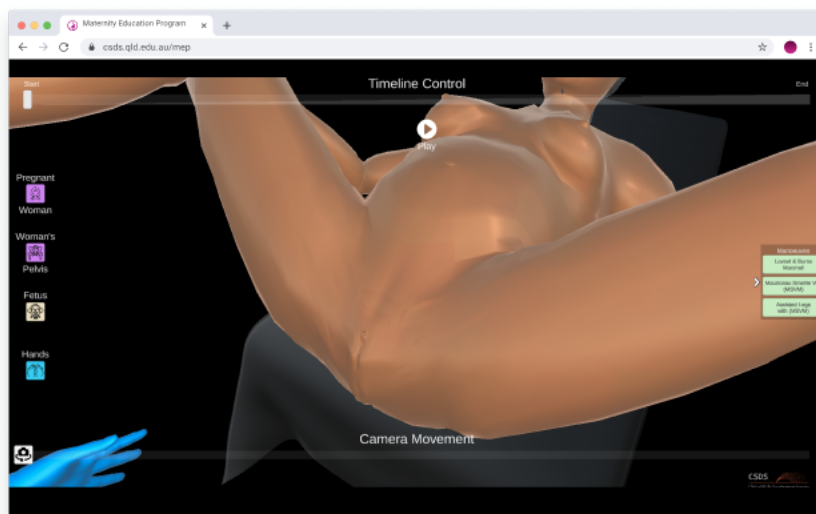 Maternity Education Program
csds.qld.edu.au/mep
Timeline Control
Start
End
Play
Pregnant
Woman
Woman's
Pelvis
Fetus
Hands
Manoeuvres
Lovset & Burns
Marshall
(MSVM)
Assisted Legs
with (MSVM)
Camera Movement
CSDS